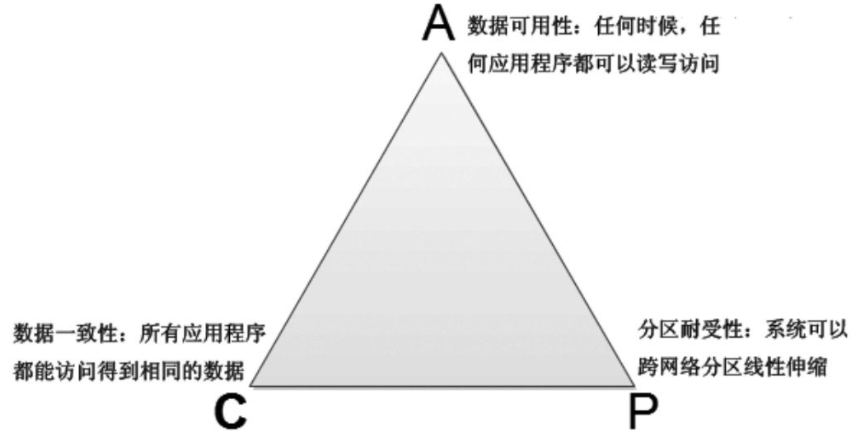 A
数据可用性：任何时候，任
何应用程序都可以读写访问
数据一致性：所有应用程序
都能访问得到相同的数据
C
分区耐受性：系统可以
跨网络分区线性伸缩
P